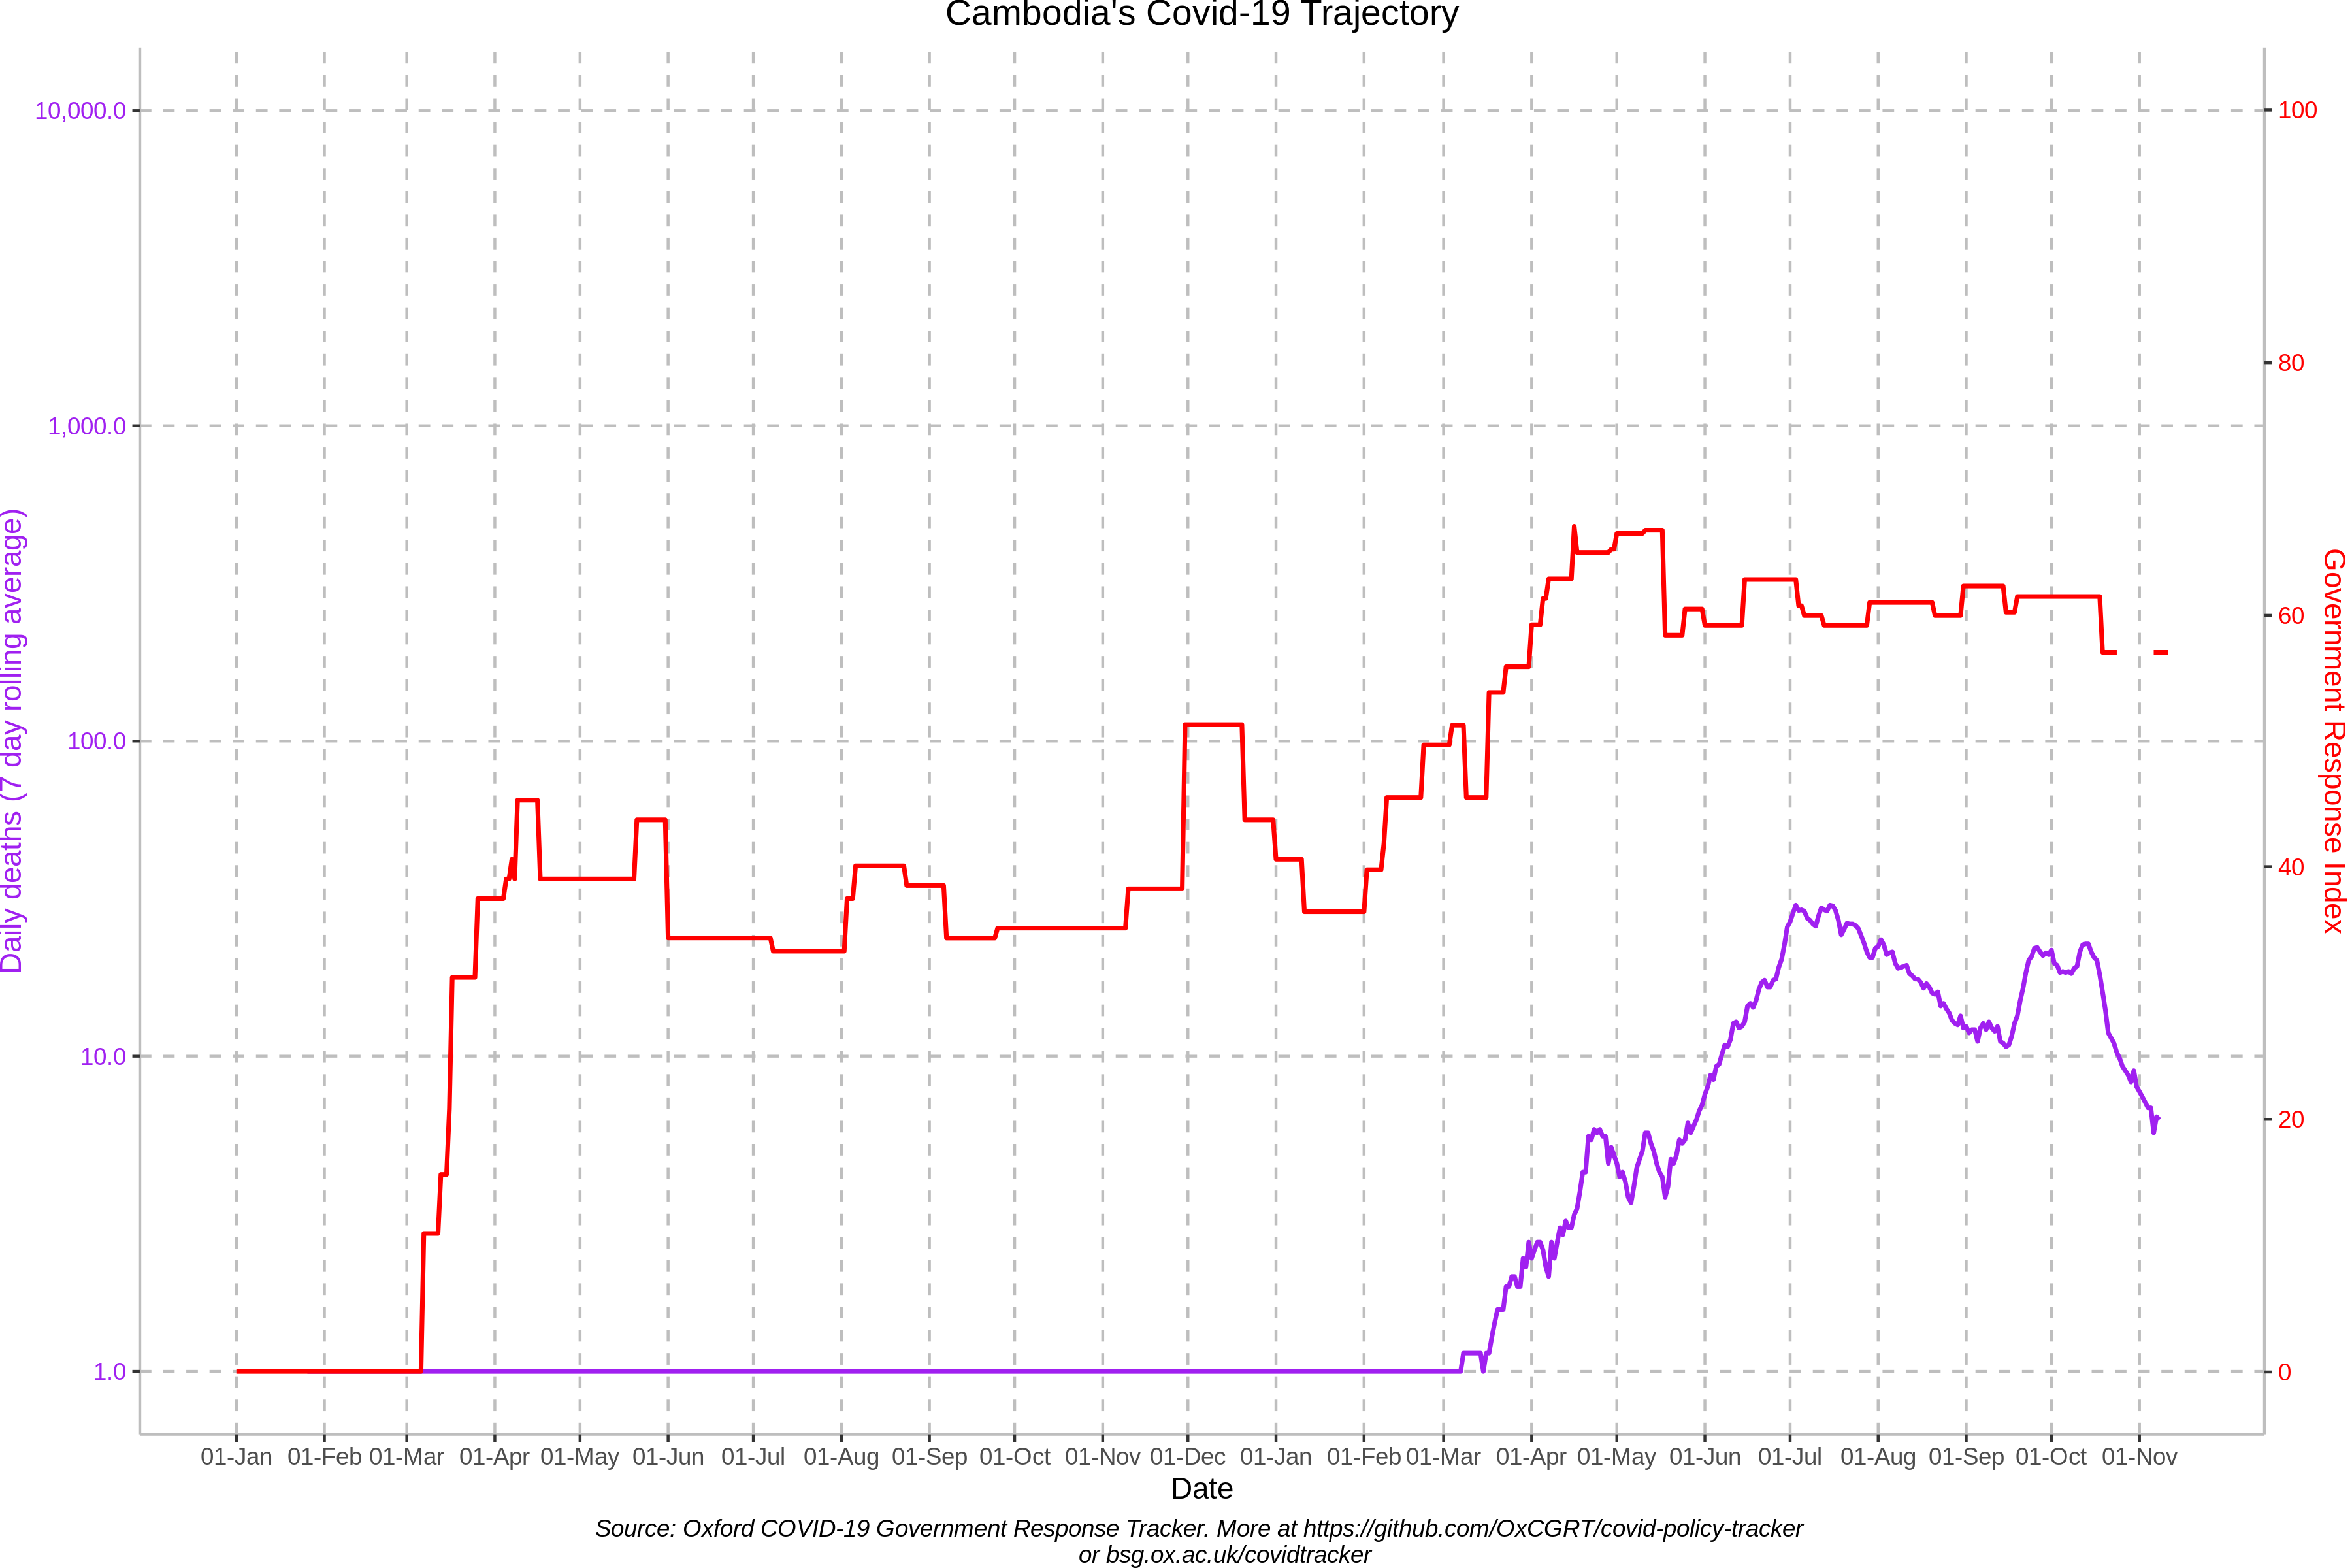 Cambodia's Covid-19 Trajectory
10,000.0
1,000.0
100.0
10.0
1.0
Daily deaths (7 day rolling average)
100
80
60
40
20
0
Government Response Index
01-Jan 01-Feb 01-Mar 01-Apr 01-May 01-Jun 01-Jul 01-Aug 01-Sep 01-Oct 01-Nov 01-Dec 01-Jan 01-Feb 01-Mar 01-Apr 01-May 01-Jun 01-Jul 01-Aug 01-Sep 01-Oct 01-Nov
Date
Source: Oxford COVID-19 Government Response Tracker. More at https://github.com/OxCGRT/covid-policy-tracker
or bsg.ox.ac.uk/covidtracker